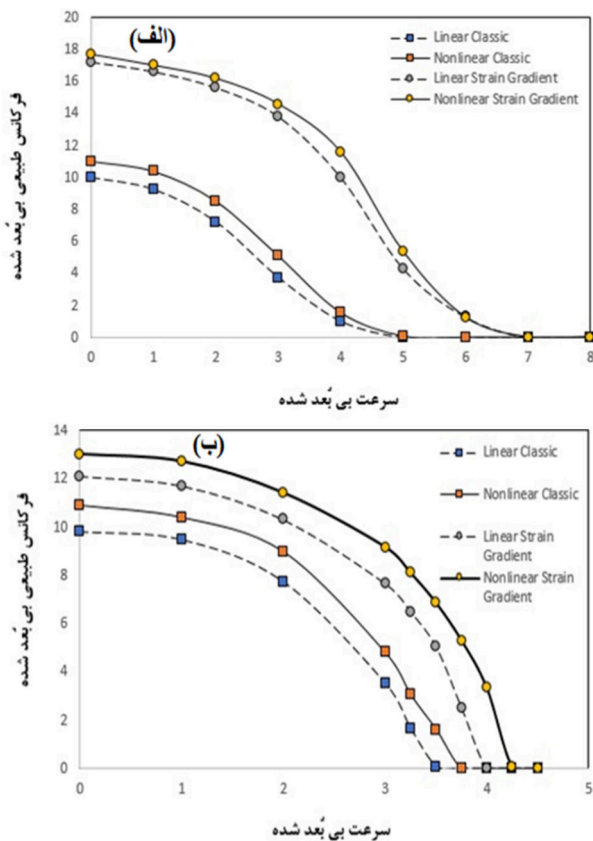 (الف)
20
18
16
14
12
10
8
6
4
2
0
فرکانس طبیعی بی بُعد شده
Linear Classic
Nonlinear Classic
Linear Strain Gradient
Nonlinear Strain Gradient
0 1 2 3 4 5 6 7 8
سرعت بی بُعد شده
(ب)
14
12
10
8
6
4
2
0
فرکانس طبیعی بی بُعد شده
Linear Classic
Nonlinear Classic
Linear Strain
Gradient
Nonlinear Strain
Gradient
0 1 2 3 4 5
سرعت بی بُعد شده